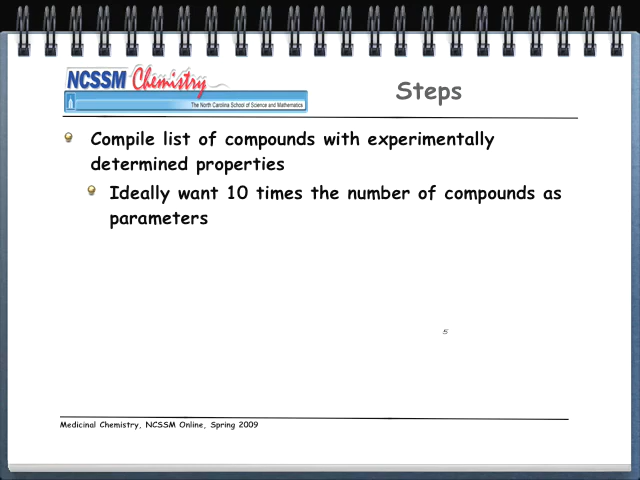 NCSSM Chemistry
The North Carolina School of Science and Mathematics
Steps
Compile list of compounds with experimentally
determined properties
Ideally want 10 times the number of compounds as
parameters
5
Medicinal Chemistry, NCSSM Online, Spring 2009